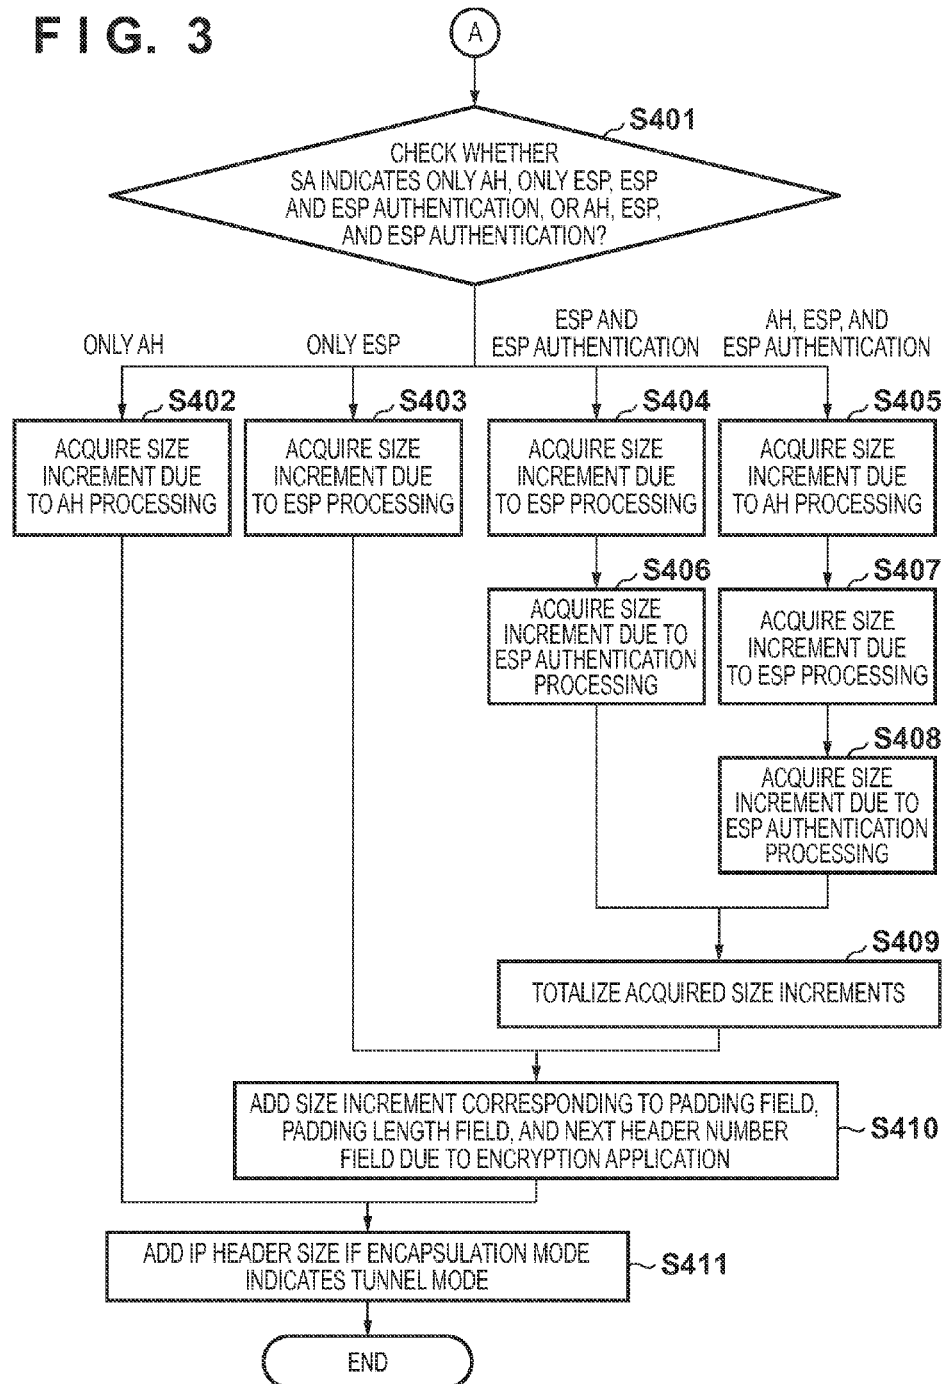 FIG. 3
A
S401
CHECK WHETHER
SA INDICATES ONLY AH, ONLY ESP, ESP
AND ESP AUTHENTICATION, OR AH, ESP,
AND ESP AUTHENTICATION?
ONLY AH
ONLY ESP
ESP AND
ESP AUTHENTICATION
AH, ESP, AND
ESP AUTHENTICATION
S402
ACQUIRE SIZE
INCREMENT DUE
TO AH PROCESSING
S403
ACQUIRE SIZE
INCREMENT DUE
TO ESP PROCESSING
S404
ACQUIRE SIZE
INCREMENT DUE
TO ESP PROCESSING
S405
ACQUIRE SIZE
INCREMENT DUE
TO AH PROCESSING
S406
ACQUIRE SIZE
INCREMENT DUE TO
ESP AUTHENTICATION
PROCESSING
S407
ACQUIRE SIZE
INCREMENT DUE
TO ESP PROCESSING
S408
ACQUIRE SIZE
INCREMENT DUE TO
ESP AUTHENTICATION
PROCESSING
S409
TOTALIZE ACQUIRED SIZE INCREMENTS
ADD SIZE INCREMENT CORRESPONDING TO PADDING FIELD,
PADDING LENGTH FIELD, AND NEXT HEADER NUMBER
FIELD DUE TO ENCRYPTION APPLICATION
S410
ADD IP HEADER SIZE IF ENCAPSULATION MODE
INDICATES TUNNEL MODE
S411
END